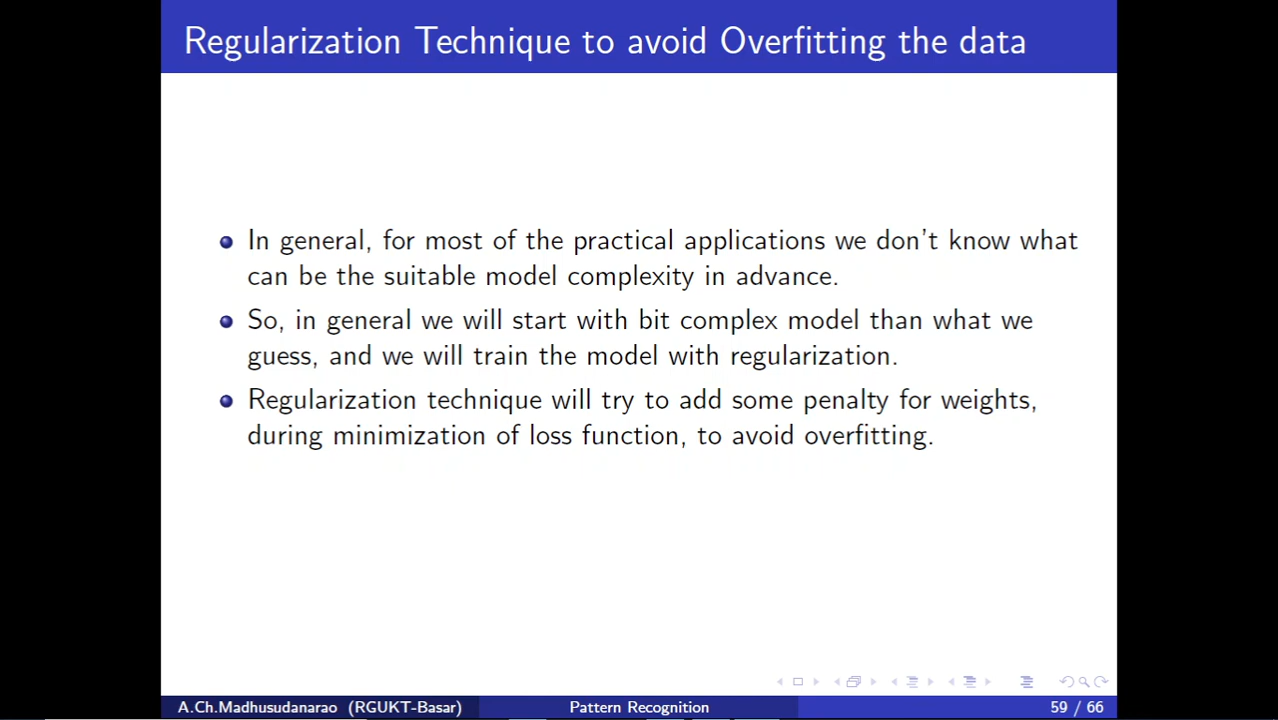 Regularization Technique to avoid Overfitting the data
In general, for most of the practical applications we don't know what
can be the suitable model complexity in advance.
So, in general we will start with bit complex model than what we
guess, and we will train the model with regularization.
Regularization technique will try to add some penalty for weights,
during minimization of loss function, to avoid overfitting.
A.Ch.Madhusudanarao (RGUKT-Basar) Pattern Recognition 59 / 66